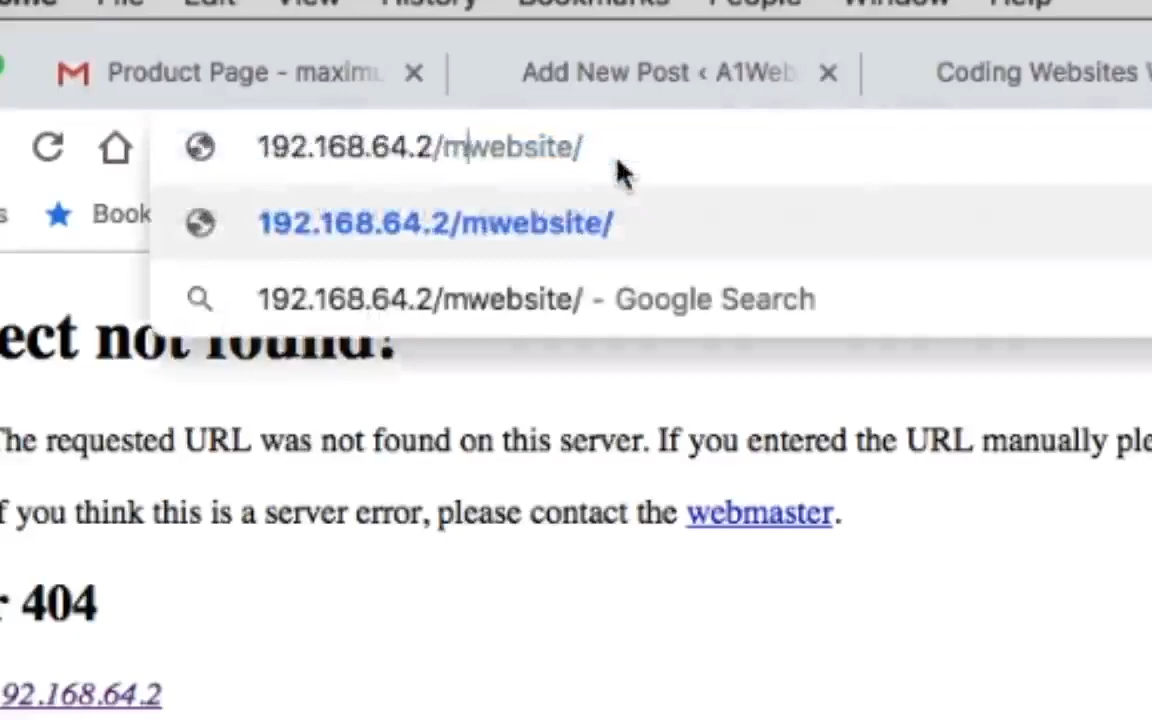 File Edit View History Bookmarks People Window Help
Product Page - maxim Add New Post ‹ A1Web Coding Websites
192.168.64.2/mwebsite/
Book
192.168.64.2/mwebsite/
192.168.64.2/mwebsite/ - Google Search
ect not found!
The requested URL was not found on this server. If you entered the URL manually ple
f you think this is a server error, please contact the webmaster.
r 404
92.168.64.2